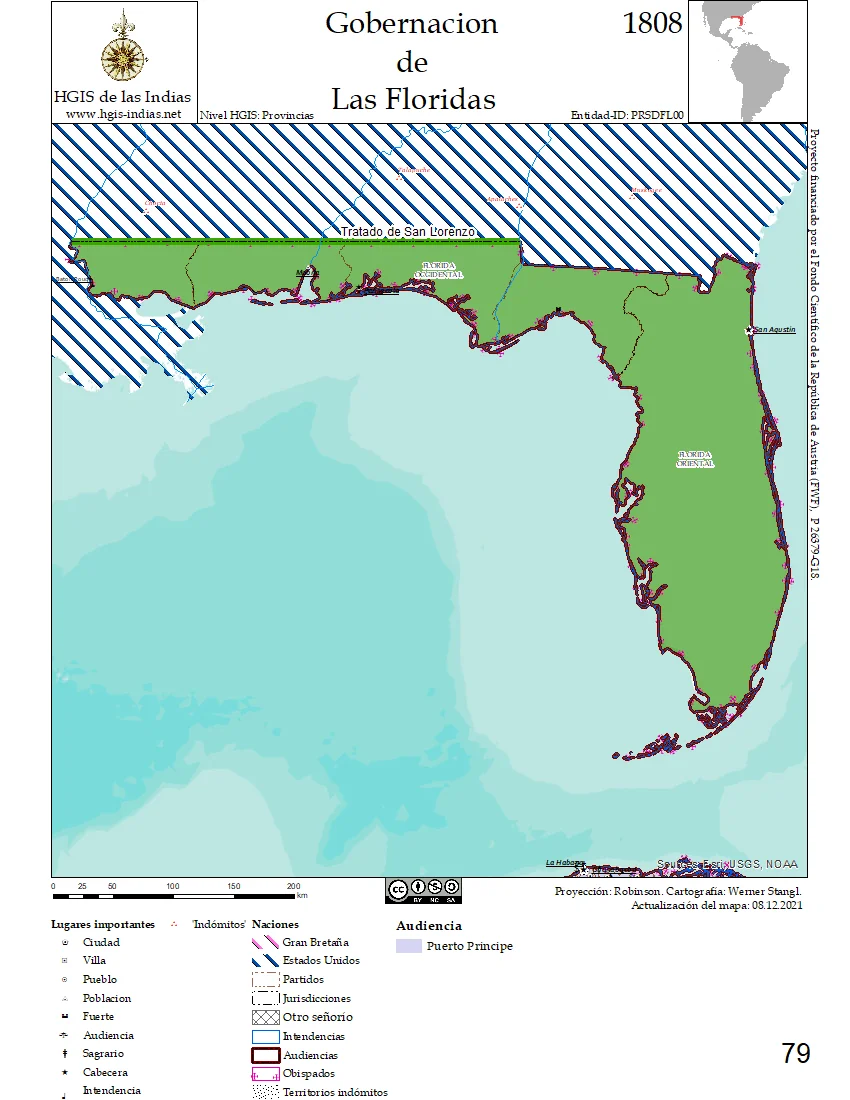 Gobernacion
de
Las Floridas
1808
HGIS de las Indias
www.hgis-indias.net
Nivel HGIS: Provincias
Entidad-ID: PRSDFL00
Proyecto financiado por el Fondo Científico de la República de Austria (FWF), P 26379-G18.
Tratado de San Lorenzo
FLORIDA
OCCIDENTAL
San Agustín
FLORIDA
ORIENTAL
La Habana
Sources: Esri, USGS, NOAA
0 25 50 100 150 200
km
CC
BY NC SA
Proyección: Robinson. Cartografía: Werner Stangl.
Actualización del mapa: 08.12.2021
Lugares importantes
Ciudad
Villa
Pueblo
Poblacion
Fuerte
Audiencia
Sagrario
Cabecera
Intendencia
'Indómitos'
Naciones
Gran Bretaña
Estados Unidos
Partidos
Jurisdicciones
Otro señorío
Intendencias
Audiencias
Obispados
Territorios indómitos
Audiencia
Puerto Principe
79